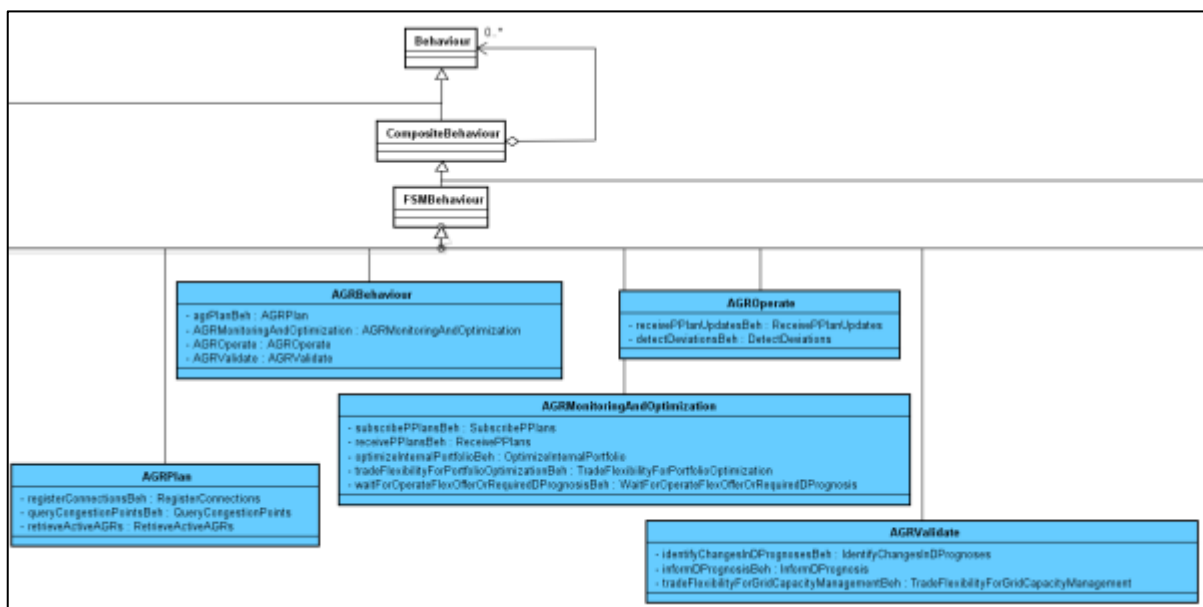 Behaviour
0..*
CompositeBehaviour
FSMBehaviour
AGRBehaviour
- agrPlanBeh : AGRPlan
- AGRMonitoringAndOptimization : AGRMonitoringAndOptimization
- AGROperate : AGROperate
- AGRValidate : AGRValidate
AGROperate
- receivePPlanUpdatesBeh : ReceivePPlanUpdates
- detectDeviationsBeh : DetectDeviations
AGRMonitoringAndOptimization
- subscribePPlansBeh : SubscribePPlans
- receivePPlansBeh : ReceivePPlans
- optimizeInternalPortfolioBeh : OptimizeInternalPortfolio
- tradeFlexibilityForPortfolioOptimizationBeh : TradeFlexibilityForPortfolioOptimization
- waitForOperateFlexOfferOrRequiredDPrognosisBeh : WaitForOperateFlexOfferOrRequiredDPrognosis
AGRPlan
- registerConnectionsBeh : RegisterConnections
- queryCongestionPointsBeh : QueryCongestionPoints
- retrieveActiveAGRs : RetrieveActiveAGRs
AGRValidate
- identifyChangesInDPrognosesBeh : IdentifyChangesInDPrognoses
- informDPrognosisBeh : InformDPrognosis
- tradeFlexibilityForGridCapacityManagementBeh : TradeFlexibilityForGridCapacityManagement